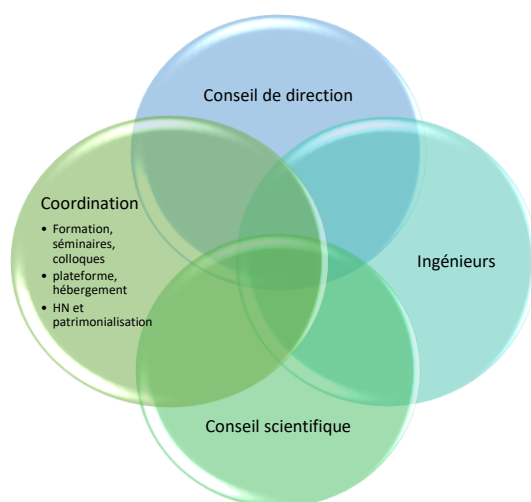 Conseil de direction
Coordination
• Formation,
séminaires,
colloques
• plateforme,
hébergement
• HN et
patrimonialisation
Ingénieurs
Conseil scientifique